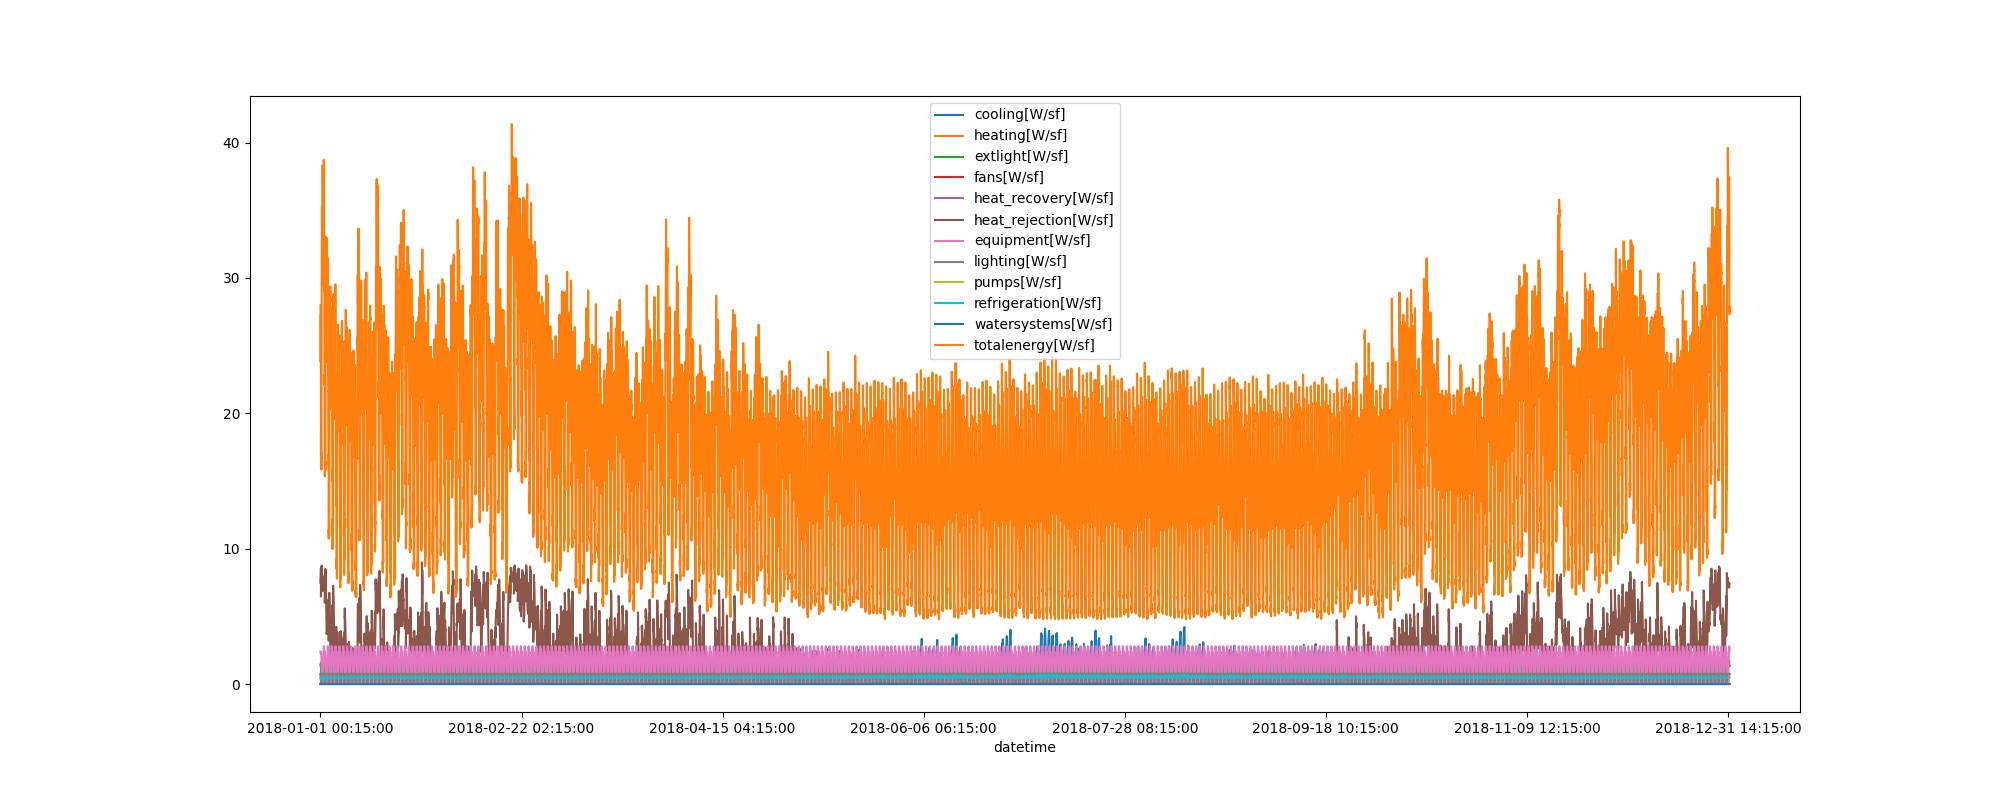 cooling[W/sf]
heating[W/sf]
extlight[W/sf]
fans[W/sf]
heat_recovery[W/sf]
heat_rejection[W/sf]
equipment[W/sf]
lighting[W/sf]
pumps[W/sf]
refrigeration[W/sf]
watersystems[W/sf]
totalenergy[W/sf]
40
30
20
10
0
2018-01-01 00:15:00 2018-02-22 02:15:00 2018-04-15 04:15:00 2018-06-06 06:15:00 2018-07-28 08:15:00 2018-09-18 10:15:00 2018-11-09 12:15:00 2018-12-31 14:15:00
datetime